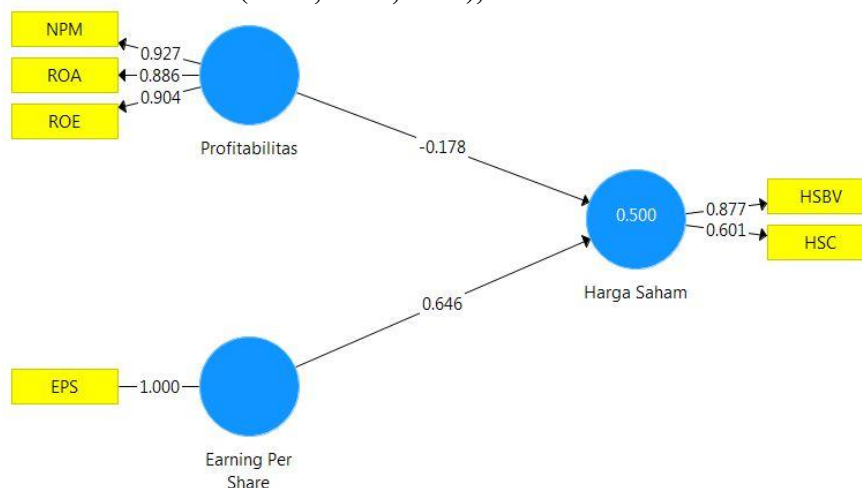 NPM
0.927
ROA
0.886
ROE
0.904
Profitabilitas
-0.178
0.500
HSBV
0.877
HSC
0.601
Harga Saham
0.646
EPS
1.000
Earning Per
Share